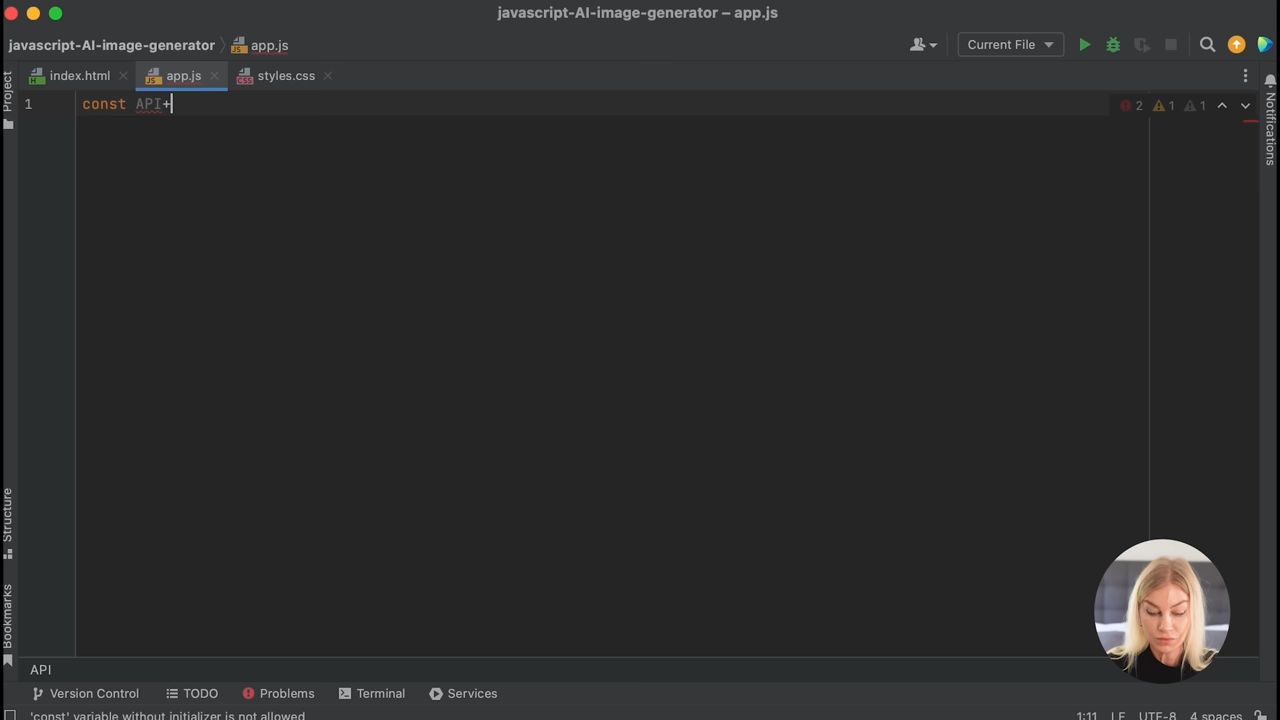 javascript-AI-image-generator – app.js
javascript-AI-image-generator
app.js
Current File
index.html
app.js
styles.css
Project
1
const API+
2
1
1
Notifications
Structure
Bookmarks
API
Version Control
TODO
Problems
Terminal
Services
'const' variable without initializer is not allowed
1:11
LF
UTF-8
4 spaces